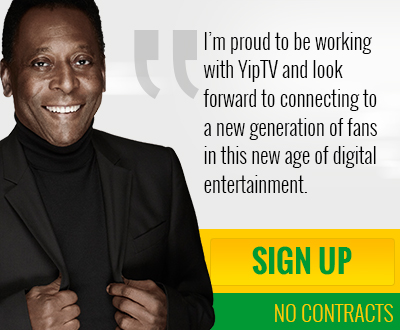 I'm proud to be working
with YipTV and look
forward to connecting to
a new generation of fans
in this new age of digital
entertainment.
SIGN UP
NO CONTRACTS